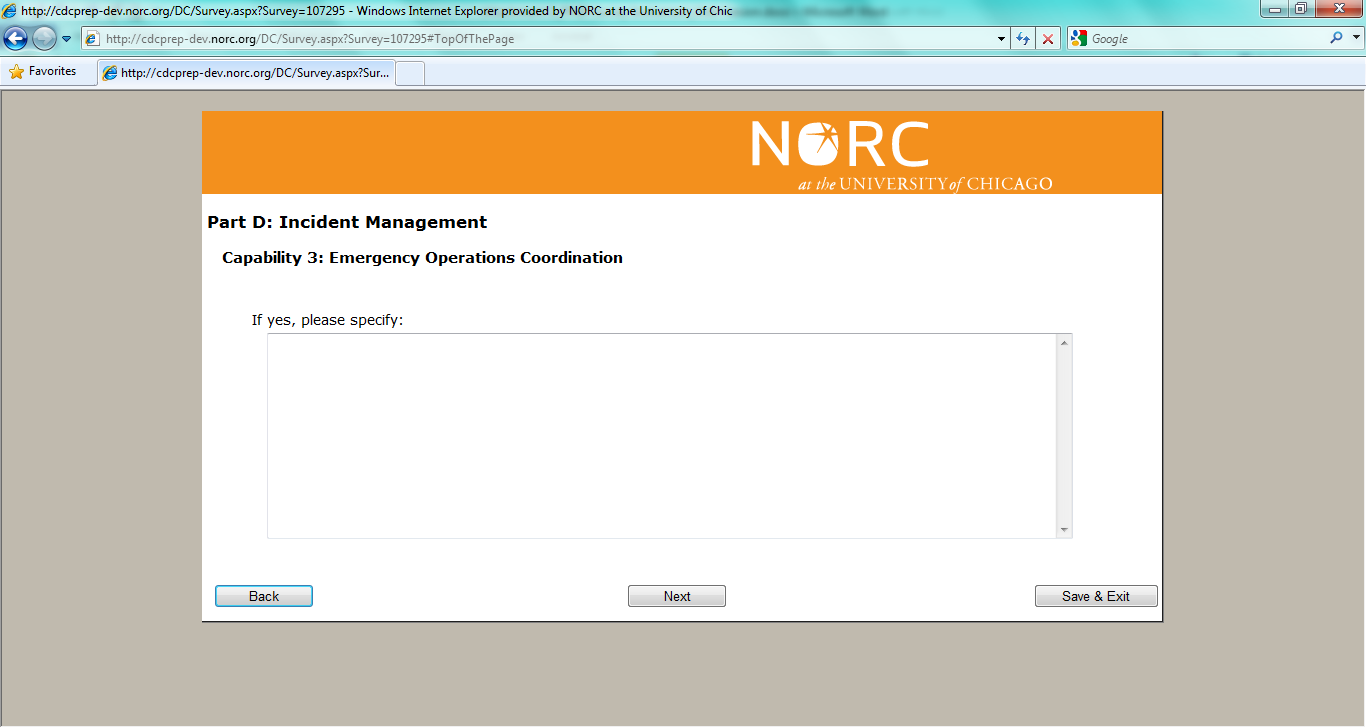 http://cdcprep-dev.norc.org/DC/Survey.aspx?Survey=107295 - Windows Internet Explorer provided by NORC at the University of Chic
http://cdcprep-dev.norc.org/DC/Survey.aspx?Survey=107295#TopOfThePage
Google
Favorites
http://cdcprep-dev.norc.org/DC/Survey.aspx?Sur...
NORC
at the UNIVERSITY of CHICAGO
Part D: Incident Management
Capability 3: Emergency Operations Coordination
If yes, please specify:
Back
Next
Save & Exit